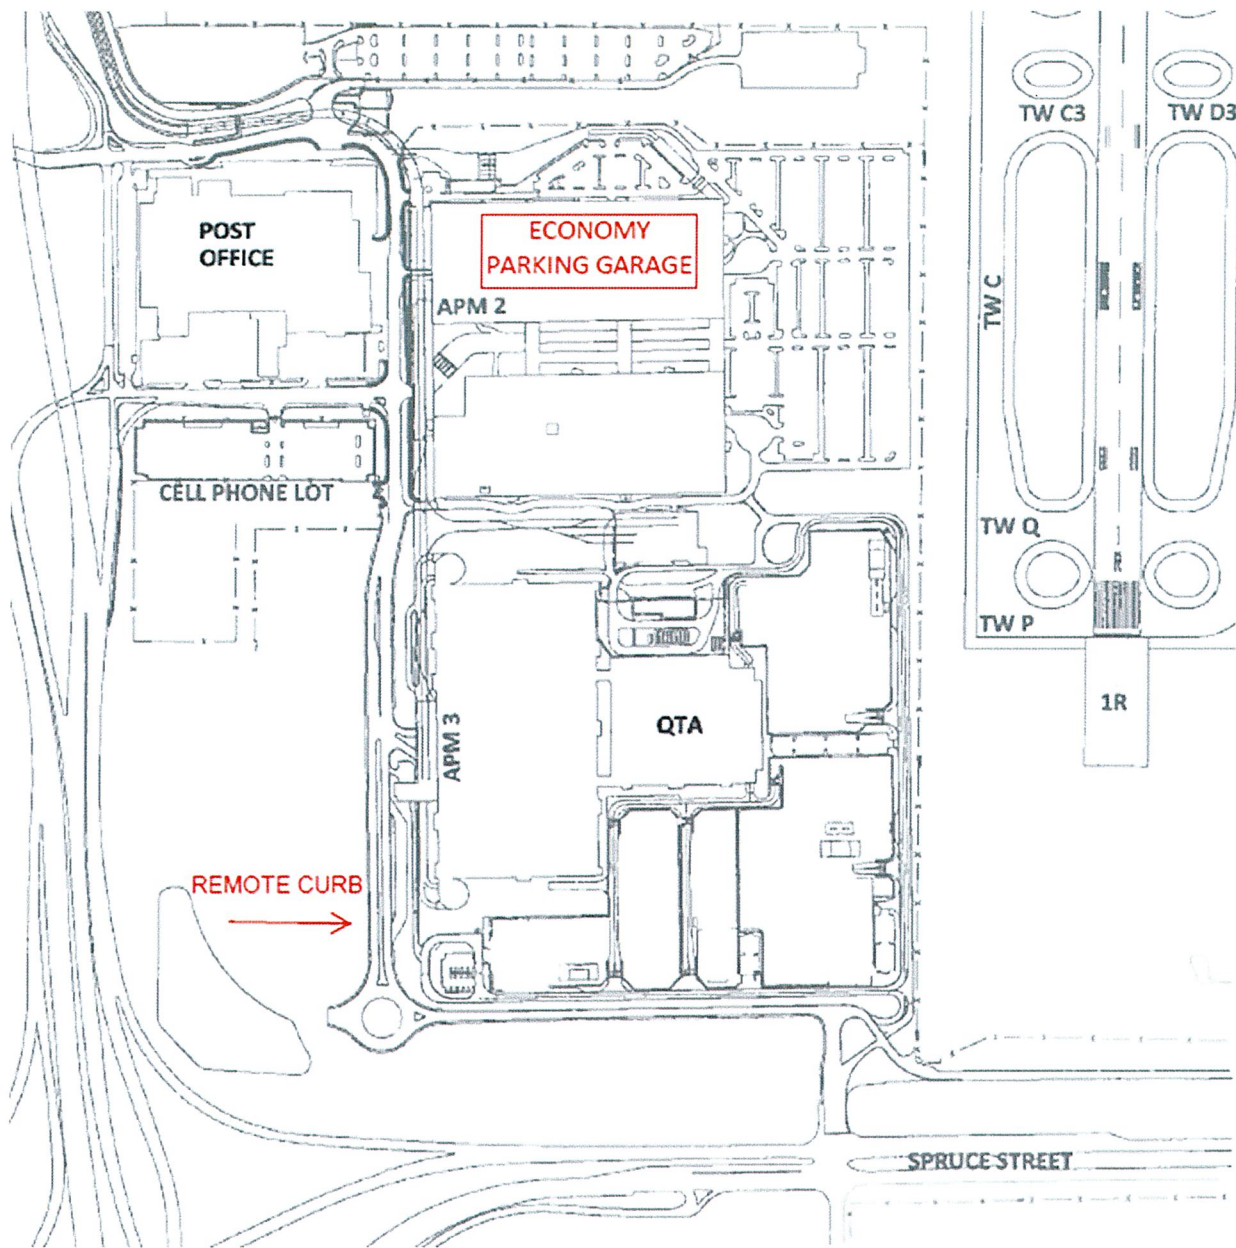 TW C3
TW D3
POST
OFFICE
ECONOMY
PARKING GARAGE
APM 2
TW C
CELL PHONE LOT
TW Q
R
TW P
1R
APM 3
QTA
REMOTE CURB
SPRUCE STREET